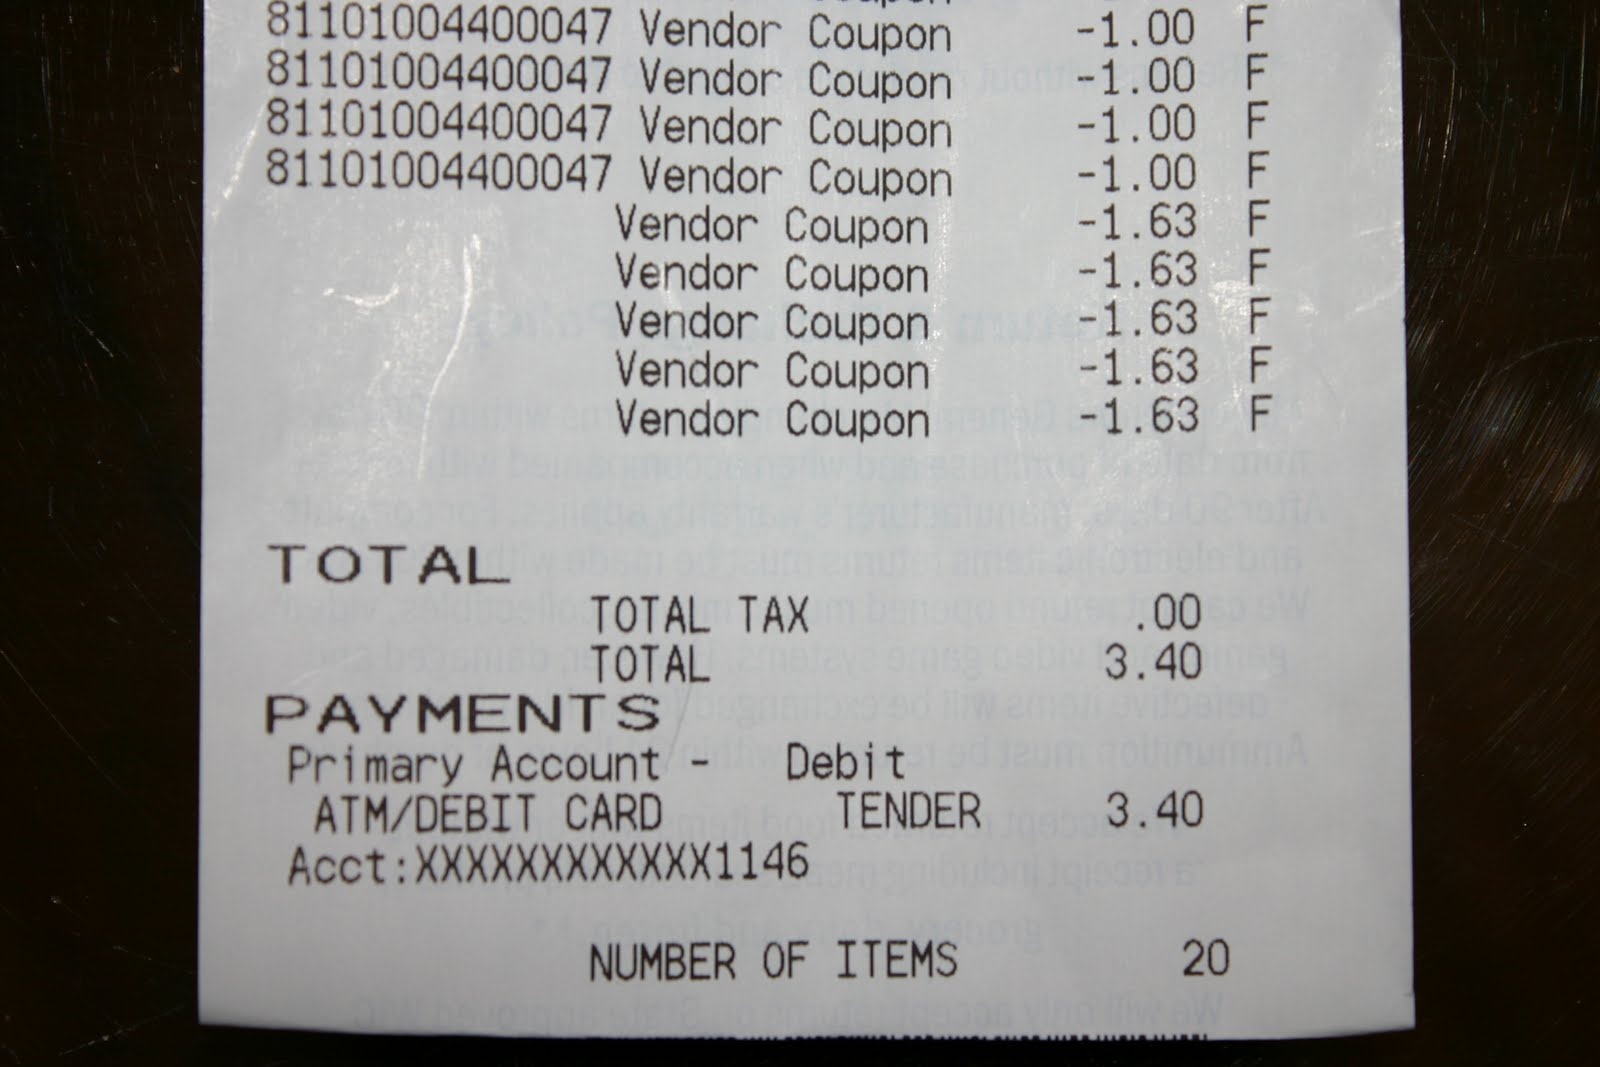 Coupon
81101004400047 Vendor Coupon -1.00 F
81101004400047 Vendor Coupon -1.00 F
81101004400047 Vendor Coupon -1.00 F
81101004400047 Vendor Coupon -1.00 F
Vendor Coupon -1.63 F
Vendor Coupon -1.63 F
Vendor Coupon -1.63 F
Vendor Coupon -1.63 F
Vendor Coupon -1.63 F
TOTAL
TOTAL TAX .00
TOTAL 3.40
PAYMENTS
Primary Account - Debit
ATM/DEBIT CARD TENDER 3.40
Acct:XXXXXXXXXXXX1146
NUMBER OF ITEMS 20